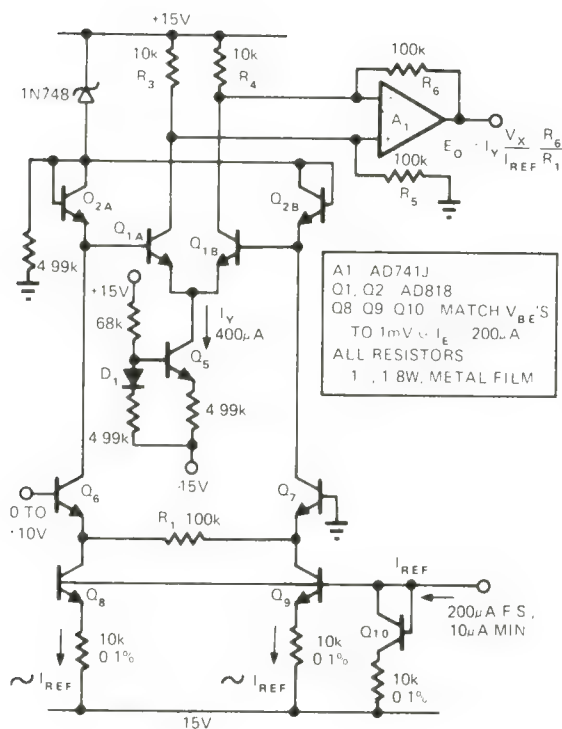 +15V
10k
R3
10k
R4
100k
R6
1N748
A1
-
+
EO · IY VX/IREF R6/R1
100k
R5
Q2A
Q2B
Q1A
Q1B
4 99k
+15V
68k
IY
400µA
Q5
D1
4 99k
4 99k
-15V
A1 AD741J
Q1, Q2 AD818
Q8 Q9 Q10 MATCH VBE'S
TO 1mV IE 200µA
ALL RESISTORS
1 , 1 8W, METAL FILM
Q6
Q7
0 TO
10V
R1 100k
IREF
Q8
Q9
Q10
200µA F S ,
10µA MIN
10k
0 1%
10k
0 1%
10k
0 1%
~ IREF
~ IREF
15V